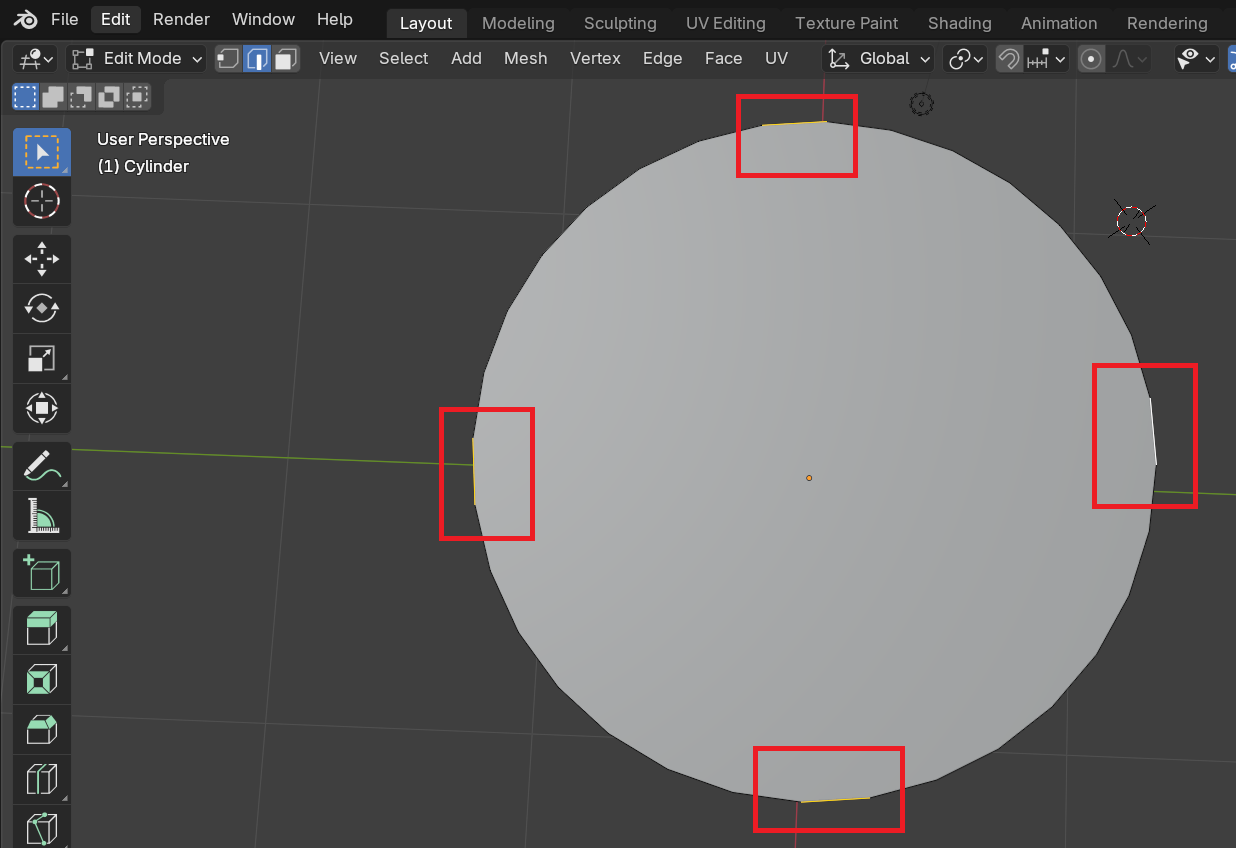 File Edit Render Window Help Layout Modeling Sculpting UV Editing Texture Paint Shading Animation Rendering
Edit Mode View Select Add Mesh Vertex Edge Face UV Global
User Perspective
(1) Cylinder